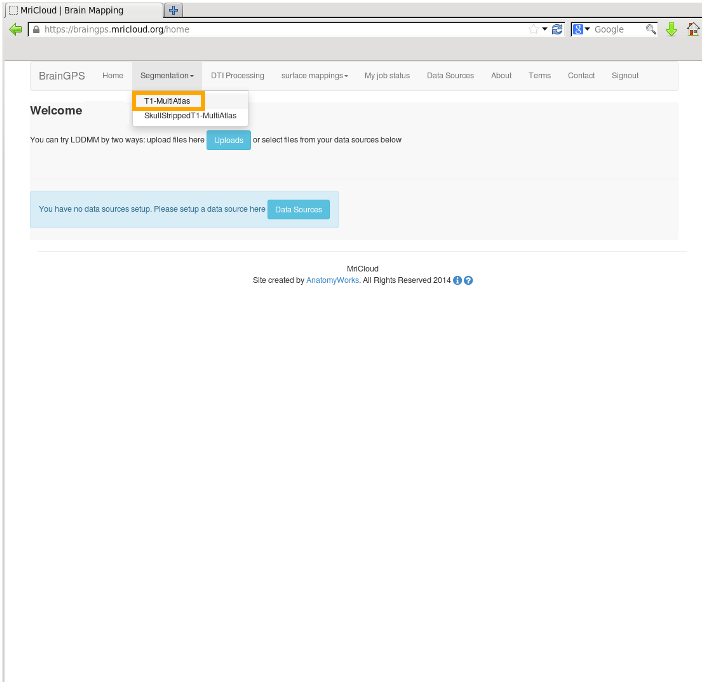 MriCloud | Brain Mapping
https://braingps.mricloud.org/home
Google
BrainGPS Home Segmentation DTI Processing surface mappings My job status Data Sources About Terms Contact Signout
T1-MultiAtlas
SkullStrippedT1-MultiAtlas
Welcome
You can try LDDMM by two ways: upload files here Uploads or select files from your data sources below
You have no data sources setup. Please setup a data source here Data Sources
MriCloud
Site created by AnatomyWorks. All Rights Reserved 2014